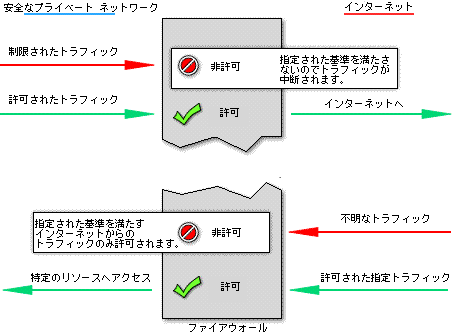 安全なプライベート ネットワーク
インターネット
制限されたトラフィック
非許可
指定された基準を満たさ
ないのでトラフィックが
中断されます。
許可されたトラフィック
許可
インターネットへ
指定された基準を満たす
インターネットからの
トラフィックのみ許可されます。
非許可
不明なトラフィック
特定のリソースへアクセス
許可
許可された指定トラフィック
ファイアウォール